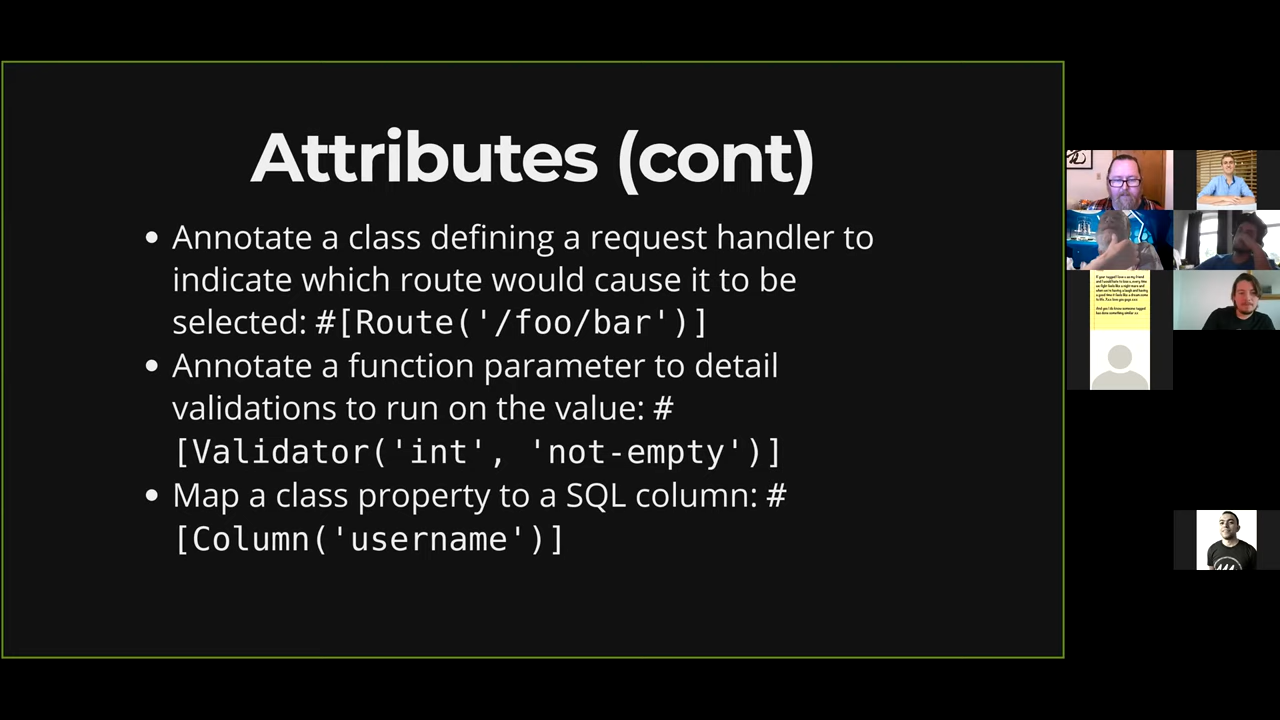 Attributes (cont)
• Annotate a class defining a request handler to
indicate which route would cause it to be
selected: #[Route('/foo/bar')]
• Annotate a function parameter to detail
validations to run on the value: #
[Validator('int', 'not-empty')]
• Map a class property to a SQL column: #
[Column('username')]